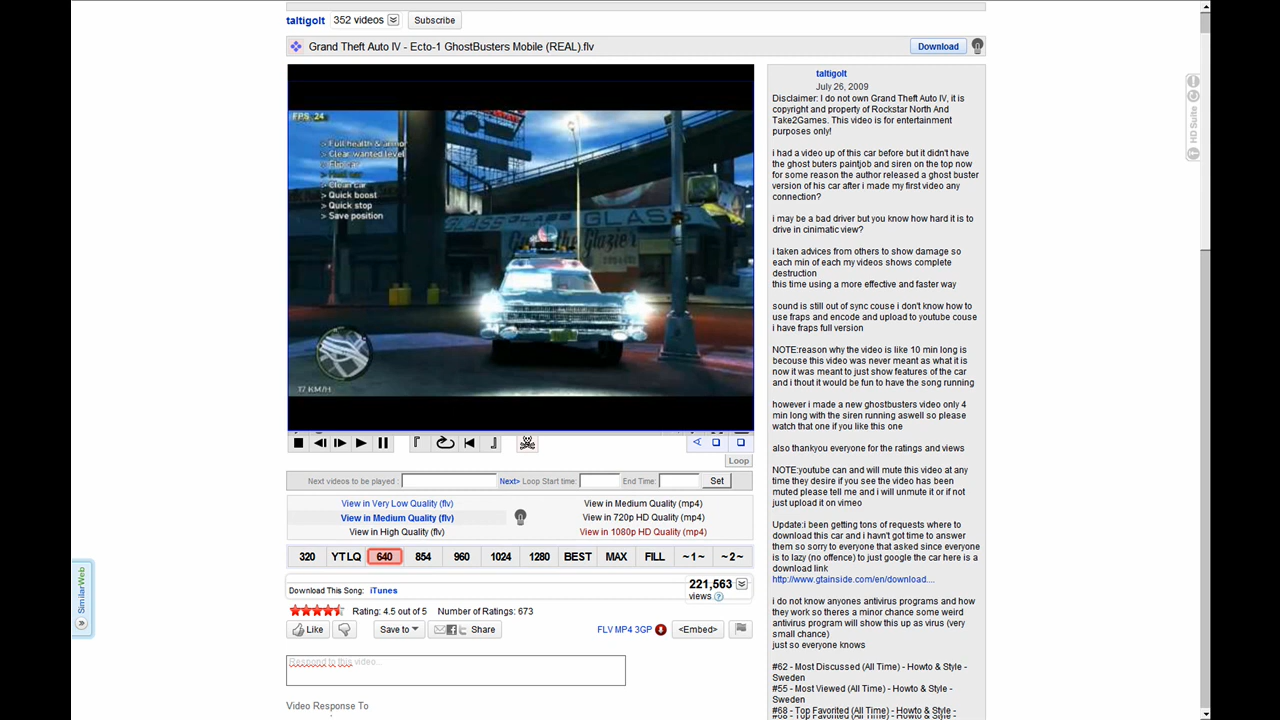 taltigolt 352 videos Subscribe
Grand Theft Auto IV - Ecto-1 GhostBusters Mobile (REAL).flv Download
FPS 24
> Full health & armor
> Clear wanted level
> Flip car
> Heal car
> Clean car
> Quick boost
> Quick stop
> Save position
GLASS GLASS
Glazier
17 KM/H
Loop
Next videos to be played : Next> Loop Start time: End Time: Set
View in Very Low Quality (flv) View in Medium Quality (mp4)
View in Medium Quality (flv) View in 720p HD Quality (mp4)
View in High Quality (flv) View in 1080p HD Quality (mp4)
320 YT LQ 640 854 960 1024 1280 BEST MAX FILL ~1~ ~2~
Download This Song: iTunes 221,563
views ?
Rating: 4.5 out of 5 Number of Ratings: 673
Like Save to Share FLV MP4 3GP <Embed>
Respond to this video...
Video Response To
taltigolt
July 26, 2009
Disclaimer: I do not own Grand Theft Auto IV, it is
copyright and property of Rockstar North And
Take2Games. This video is for entertainment
purposes only!
i had a video up of this car before but it didn't have
the ghost buters paintjob and siren on the top now
for some reason the author released a ghost buster
version of his car after i made my first video any
connection?
i may be a bad driver but you know how hard it is to
drive in cinimatic view?
i taken advices from others to show damage so
each min of each my videos shows complete
destruction
this time using a more effective and faster way
sound is still out of sync couse i don't know how to
use fraps and encode and upload to youtube couse
i have fraps full version
NOTE:reason why the video is like 10 min long is
becouse this video was never meant as what it is
now it was meant to just show features of the car
and i thout it would be fun to have the song running
however i made a new ghostbusters video only 4
min long with the siren running aswell so please
watch that one if you like this one
also thankyou everyone for the ratings and views
NOTE:youtube can and will mute this video at any
time they desire if you see the video has been
muted please tell me and i will unmute it or if not
just upload it on vimeo
Update:i been getting tons of requests where to
download this car and i havn't got time to answer
them so sorry to everyone that asked since everyone
is to lazy (no offence) to just google the car here is a
download link
http://www.gtainside.com/en/download....
i do not know anyones antivirus programs and how
they work so theres a minor chance some weird
antivirus program will show this up as virus (very
small chance)
just so everyone knows
#62 - Most Discussed (All Time) - Howto & Style -
Sweden
#55 - Most Viewed (All Time) - Howto & Style -
Sweden
#68 - Top Favorited (All Time) - Howto & Style -
HD Suite
SimilarWeb